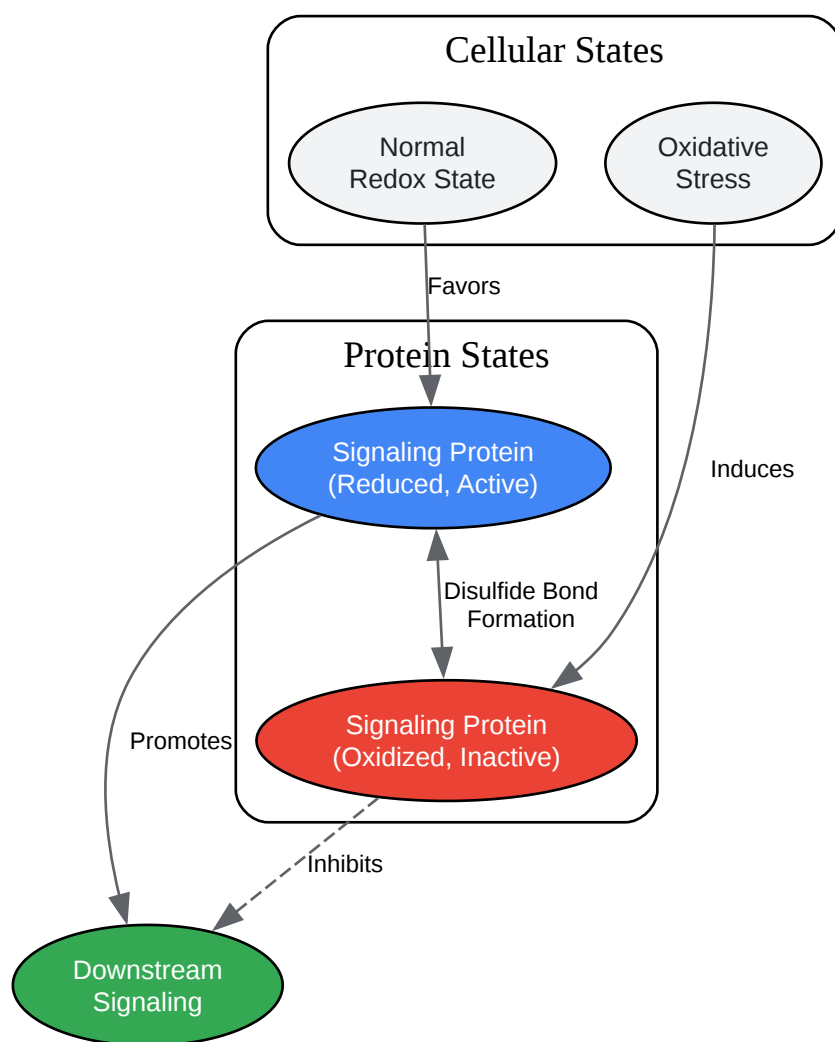 Cellular States
Normal
Redox State
Oxidative
Stress
Favors
Protein States
Signaling Protein
(Reduced, Active)
Induces
Disulfide Bond
Formation
Signaling Protein
(Oxidized, Inactive)
Promotes
Inhibits
Downstream
Signaling